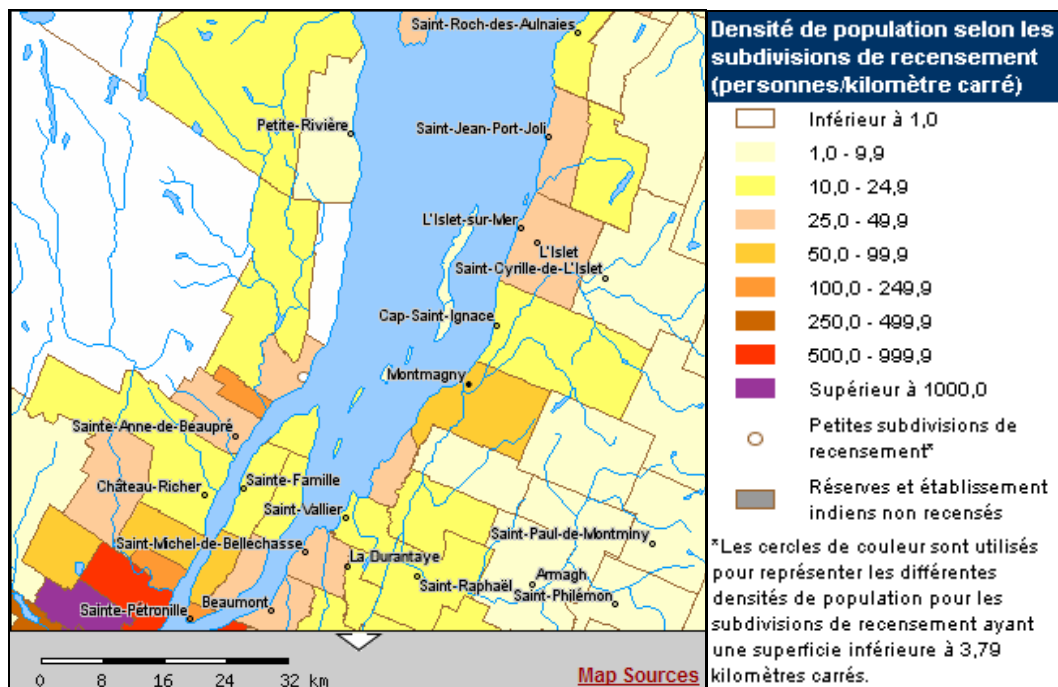 Saint-Roch-des-Aulnaies
Petite-Rivière
Saint-Jean-Port-Joli
L'Islet-sur-Mer
L'Islet
Saint-Cyrille-de-L'Islet
Cap-Saint-Ignace
Montmagny
Sainte-Anne-de-Beaupré
Château-Richer
Sainte-Famille
Saint-Vallier
Saint-Michel-de-Bellechasse
Saint-Paul-de-Montminy
La Durantaye
Saint-Raphaël
Armagh
Saint-Philémon
Sainte-Pétronille
Beaumont
0 8 16 24 32 km
Map Sources
Densité de population selon les
subdivisions de recensement
(personnes/kilomètre carré)
Inférieur à 1,0
1,0 - 9,9
10,0 - 24,9
25,0 - 49,9
50,0 - 99,9
100,0 - 249,9
250,0 - 499,9
500,0 - 999,9
Supérieur à 1000,0
Petites subdivisions de
recensement*
Réserves et établissement
indiens non recensés
*Les cercles de couleur sont utilisés
pour représenter les différentes
densités de population pour les
subdivisions de recensement ayant
une superficie inférieure à 3,79
kilomètres carrés.